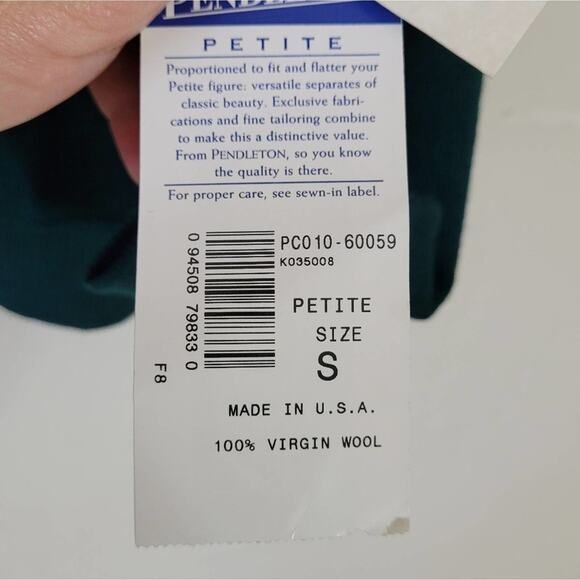 PENDLETON
PETITE
Proportioned to fit and flatter your
Petite figure: versatile separates of
classic beauty. Exclusive fabri-
cations and fine tailoring combine
to make this a distinctive value.
From PENDLETON, so you know
the quality is there.
For proper care, see sewn-in label.
PC010-60059
K035008
0 94508 79833 0
F8
PETITE
SIZE
S
MADE IN U.S.A.
100% VIRGIN WOOL